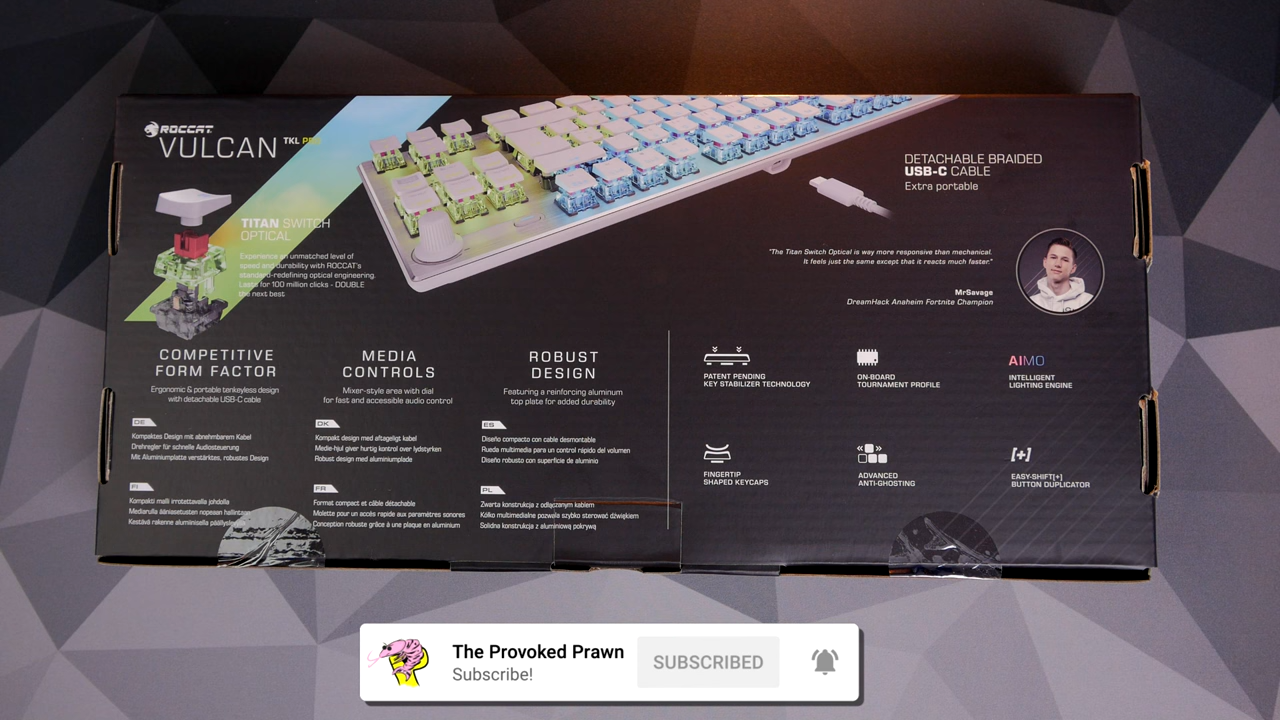 ROCCAT
VULCAN TKL PRO
TITAN SWITCH
OPTICAL
Experience an unmatched level of
speed and durability with ROCCAT's
standard-redefining optical engineering.
Lasts for 100 million clicks - DOUBLE
the next best
DETACHABLE BRAIDED
USB-C CABLE
Extra portable
"The Titan Switch Optical is way more responsive than mechanical.
It feels just the same except that it reacts much faster."
MrSavage
DreamHack Anaheim Fortnite Champion
COMPETITIVE
FORM FACTOR
Ergonomic & portable tenkeyless design
with detachable USB-C cable
MEDIA
CONTROLS
Mixer-style area with dial
for fast and accessible audio control
ROBUST
DESIGN
Featuring a reinforcing aluminum
top plate for added durability
DE
Kompaktes Design mit abnehmbarem Kabel
Drehregler für schnelle Audiosteuerung
Mit Aluminiumplatte verstärktes, robustes Design
DK
Kompakt design med aftageligt kabel
Medie-hjul giver hurtig kontrol over lydstyrken
Robust design med aluminiumplade
ES
Diseño compacto con cable desmontable
Rueda multimedia para un control rápido del volumen
Diseño robusto con superficie de aluminio
FI
Kompakti malli irrotettavalla johdolla
Mediarulla äänenasetusten nopeaan hallintaan
Kestävä rakenne alumiinisella
FR
Format compact et câble détachable
Molette pour un accès rapide aux paramètres sonores
Conception robuste grâce à une plaque en aluminium
PL
Zwarta konstrukcja z odłączanym kablem
Kółko multimedialne pozwala szybko sterować dźwiękiem
Solidna konstrukcja z aluminiową pokrywą
PATENT PENDING
KEY STABILIZER TECHNOLOGY
ON-BOARD
TOURNAMENT PROFILE
AIMO
INTELLIGENT
LIGHTING ENGINE
FINGERTIP
SHAPED KEYCAPS
ADVANCED
ANTI-GHOSTING
[+]
EASY-SHIFT[+]
BUTTON DUPLICATOR
The Provoked Prawn
Subscribe!
SUBSCRIBED